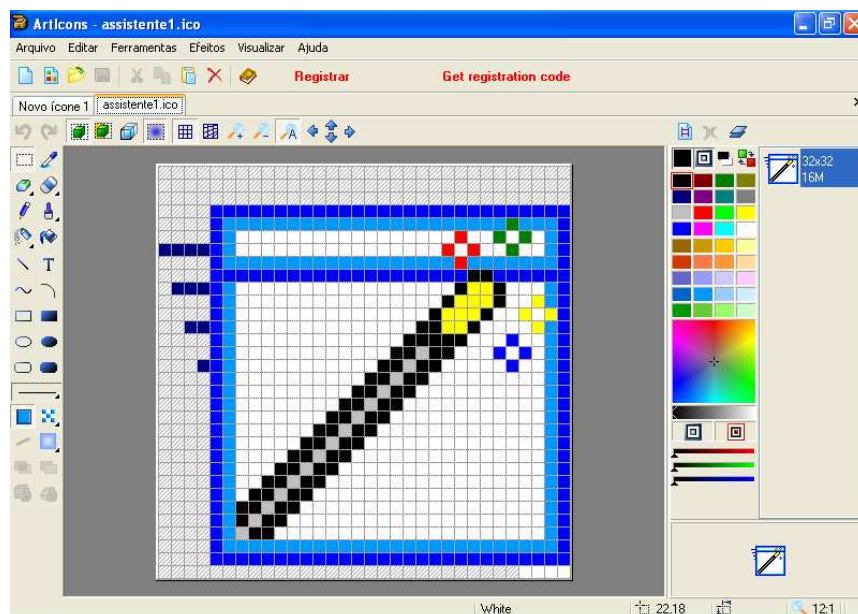 ArtIcons - assistente1.ico
Arquivo Editar Ferramentas Efeitos Visualizar Ajuda
Registrar Get registration code
Novo ícone 1 assistente1.ico
A
32x32
16M
T
White 22,18 12:1